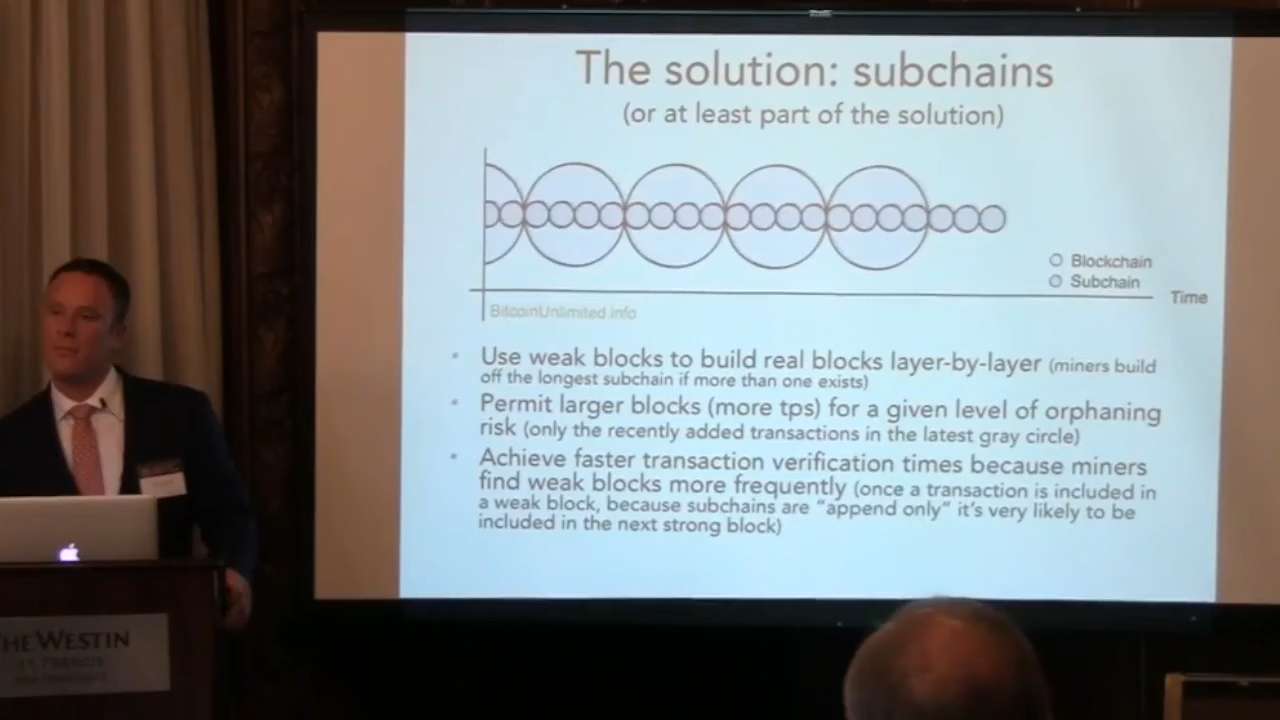 The solution: subchains
(or at least part of the solution)
Blockchain
Subchain
Time
BitcoinUnlimited.info
• Use weak blocks to build real blocks layer-by-layer (miners build
off the longest subchain if more than one exists)
• Permit larger blocks (more tps) for a given level of orphaning
risk (only the recently added transactions in the latest gray circle)
• Achieve faster transaction verification times because miners
find weak blocks more frequently (once a transaction is included in
a weak block, because subchains are “append only” it’s very likely to be
included in the next strong block)
HE WESTIN
ST. FRANCIS